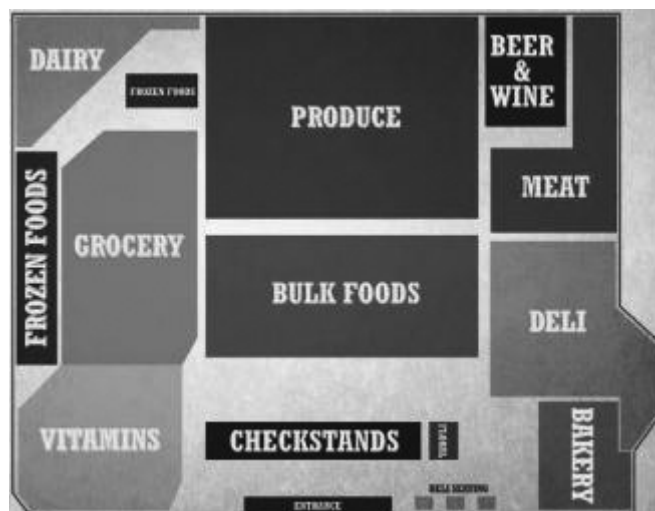 DAIRY
FROZEN FOODS
PRODUCE
BEER
&
WINE
MEAT
FROZEN FOODS
GROCERY
BULK FOODS
DELI
VITAMINS
CHECKSTANDS
FLORAL
BAKERY
DELI SEATING
ENTRANCE